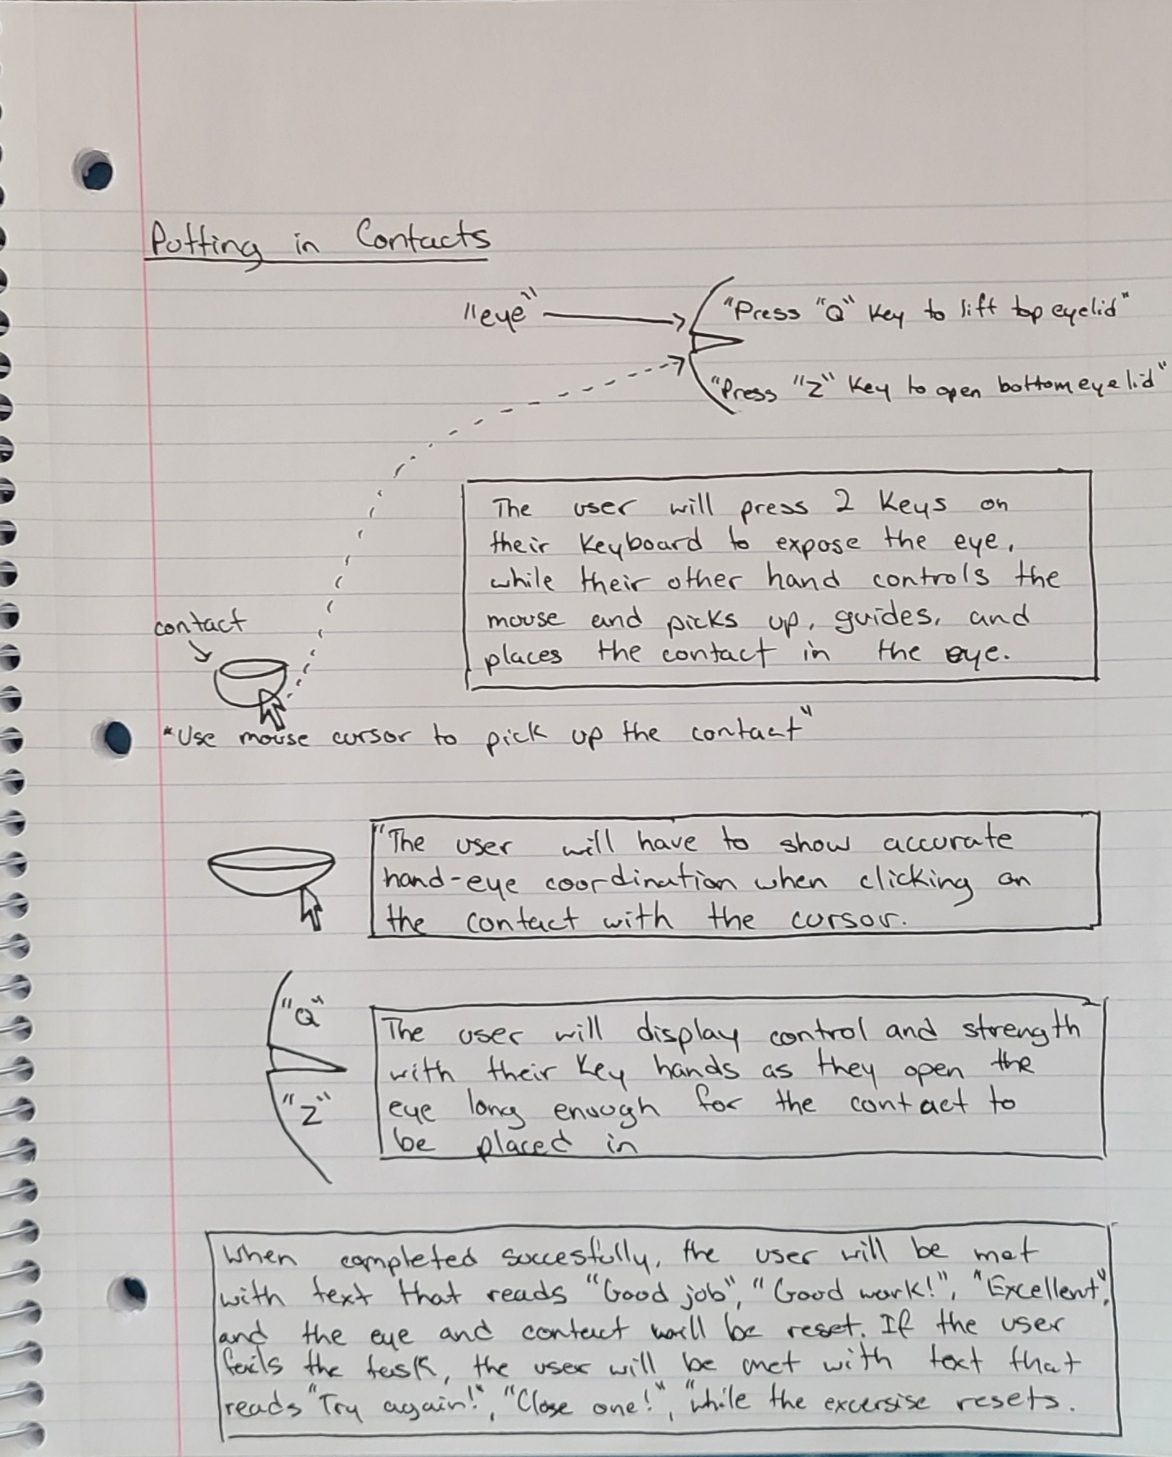 Putting in Contacts
"eye"
"Press "Q" Key to lift top eyelid"
"Press "Z" Key to open bottom eyelid"
The user will press 2 Keys on
their Keyboard to expose the eye,
while their other hand controls the
mouse and picks up, guides, and
places the contact in the eye.
contact
"Use mouse cursor to pick up the contact"
"The user will have to show accurate
hand-eye coordination when clicking on
the contact with the cursor.
"Q"
"Z"
The user will display control and strength
with their Key hands as they open the
eye long enough for the contact to
be placed in
When completed succesfully, the user will be met
with text that reads "Good job", "Good work!", "Excellent",
and the eye and contact will be reset. If the user
fails the task, the user will be met with text that
reads "Try again!", "Close one!", "while the excersise resets.